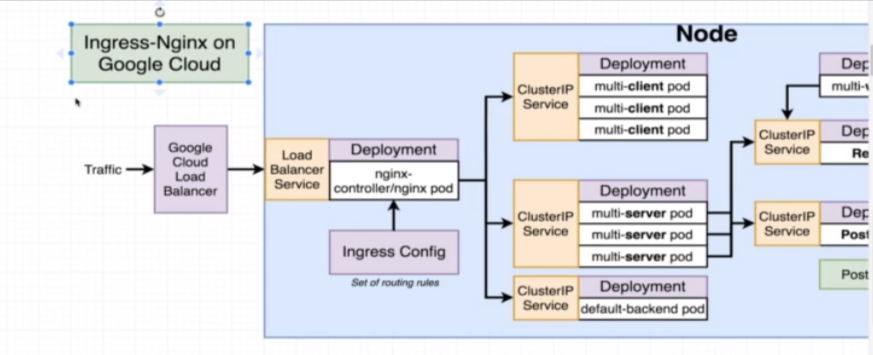 Ingress-Nginx on
Google Cloud
Node
Traffic
Google
Cloud
Load
Balancer
Load
Balancer
Service
Deployment
nginx-
controller/nginx pod
Ingress Config
Set of routing rules
ClusterIP
Service
Deployment
multi-client pod
multi-client pod
multi-client pod
ClusterIP
Service
Deployment
multi-server pod
multi-server pod
multi-server pod
ClusterIP
Service
Deployment
default-backend pod
Dep
multi-
ClusterIP
Service
Dep
Re
ClusterIP
Service
Dep
Post
Post